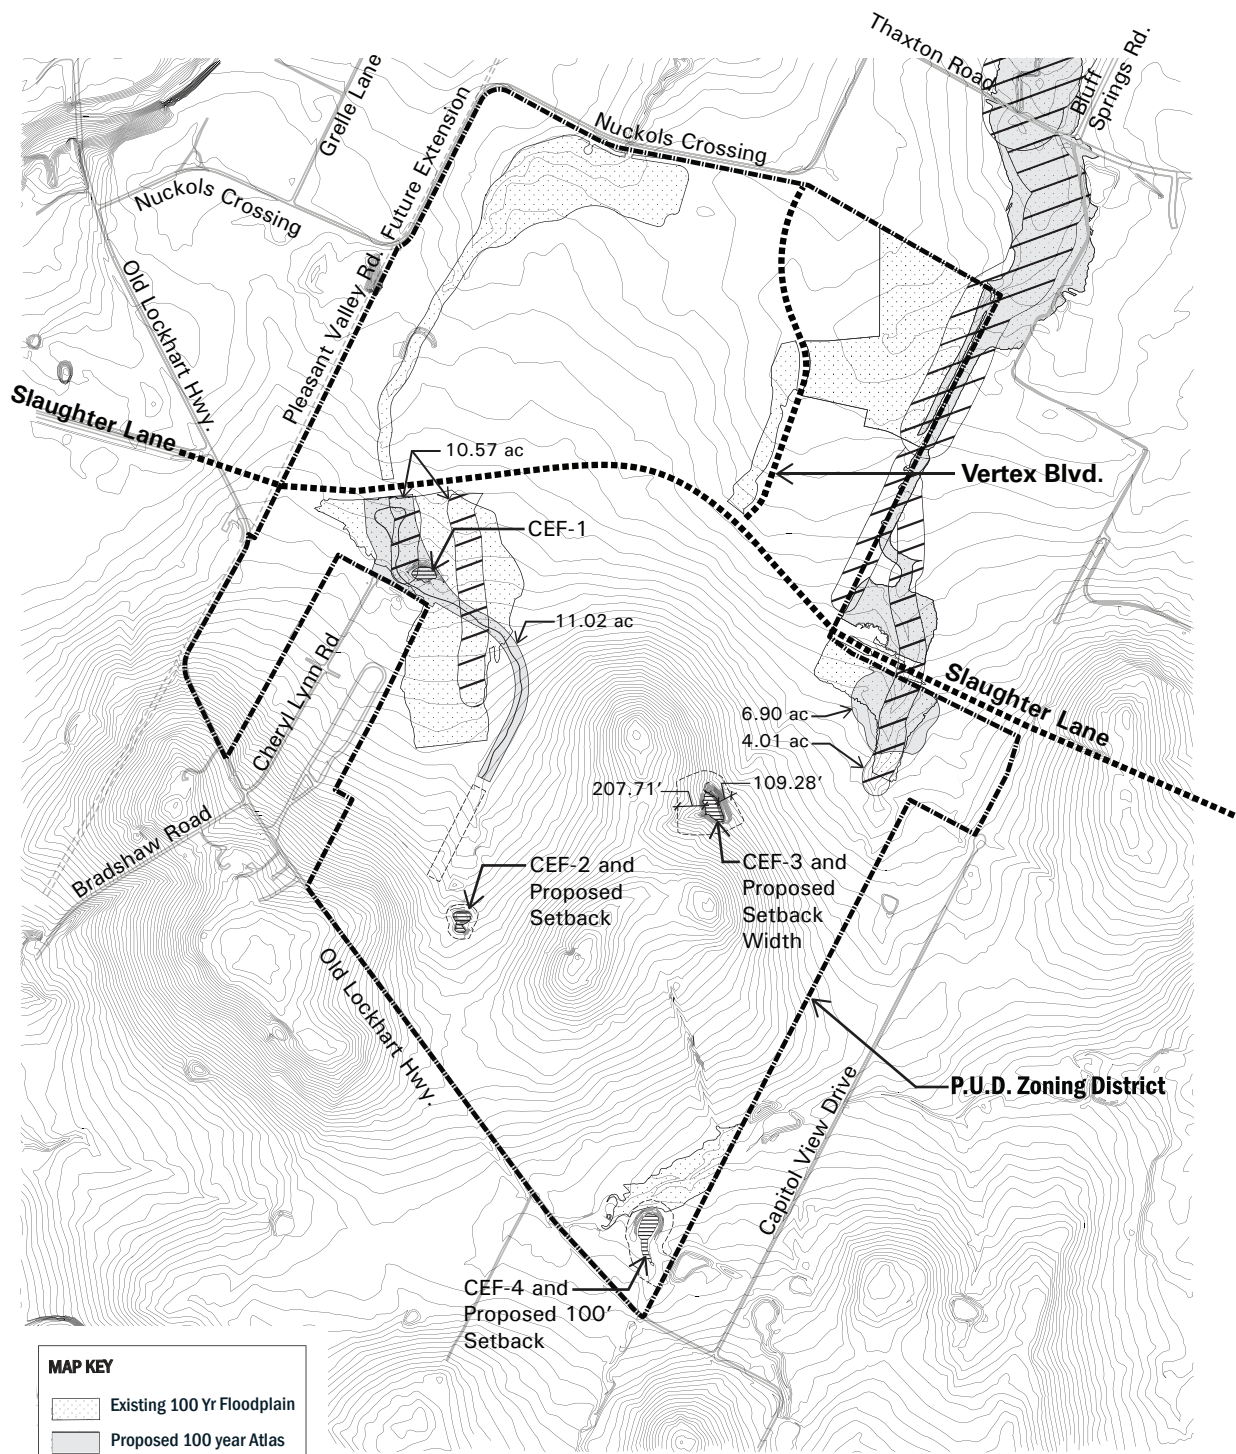 Thaxton Road
Bluff
Springs Rd.
Grelle Lane
Nuckols Crossing
Nuckols Crossing
Pleasant Valley Rd. Future Extension
Old Lockhart Hwy.
Slaughter Lane
10.57 ac
Vertex Blvd.
CEF-1
11.02 ac
Cheryl Lynn Rd
Slaughter Lane
6.90 ac
4.01 ac
207.71'
109.28'
Bradshaw Road
CEF-2 and
Proposed
Setback
CEF-3 and
Proposed
Setback
Width
Old Lockhart Hwy.
P.U.D. Zoning District
Capitol View Drive
CEF-4 and
Proposed 100'
Setback
MAP KEY
Existing 100 Yr Floodplain
Proposed 100 year Atlas